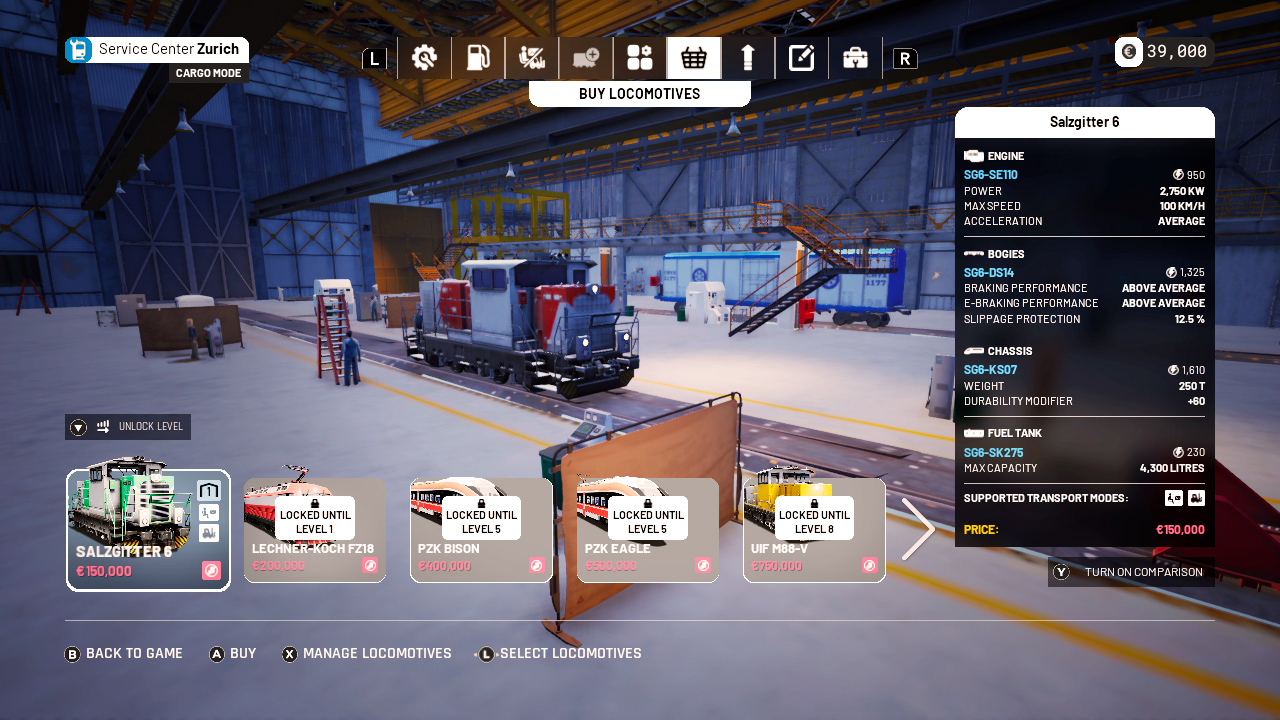 Service Center Zurich
CARGO MODE
L
R
BUY LOCOMOTIVES
€ 39,000
Salzgitter 6
ENGINE
SG6-SE110 950
POWER 2,750 KW
MAX SPEED 100 KM/H
ACCELERATION AVERAGE
BOGIES
SG6-DS14 1,325
BRAKING PERFORMANCE ABOVE AVERAGE
E-BRAKING PERFORMANCE ABOVE AVERAGE
SLIPPAGE PROTECTION 12.5 %
CHASSIS
SG6-KS07 1,610
WEIGHT 250 T
DURABILITY MODIFIER +60
FUEL TANK
SG6-SK275 230
MAX CAPACITY 4,300 LITRES
SUPPORTED TRANSPORT MODES:
PRICE: €150,000
1177
UNLOCK LEVEL
1
SALZGITTER 6
€150,000
LOCKED UNTIL
LEVEL 1
LECHNER-KOCH FZ18
€200,000
LOCKED UNTIL
LEVEL 5
PZK BISON
€400,000
LOCKED UNTIL
LEVEL 5
PZK EAGLE
€500,000
LOCKED UNTIL
LEVEL 8
UIF M88-V
€750,000
Y TURN ON COMPARISON
B BACK TO GAME
A BUY
X MANAGE LOCOMOTIVES
L SELECT LOCOMOTIVES